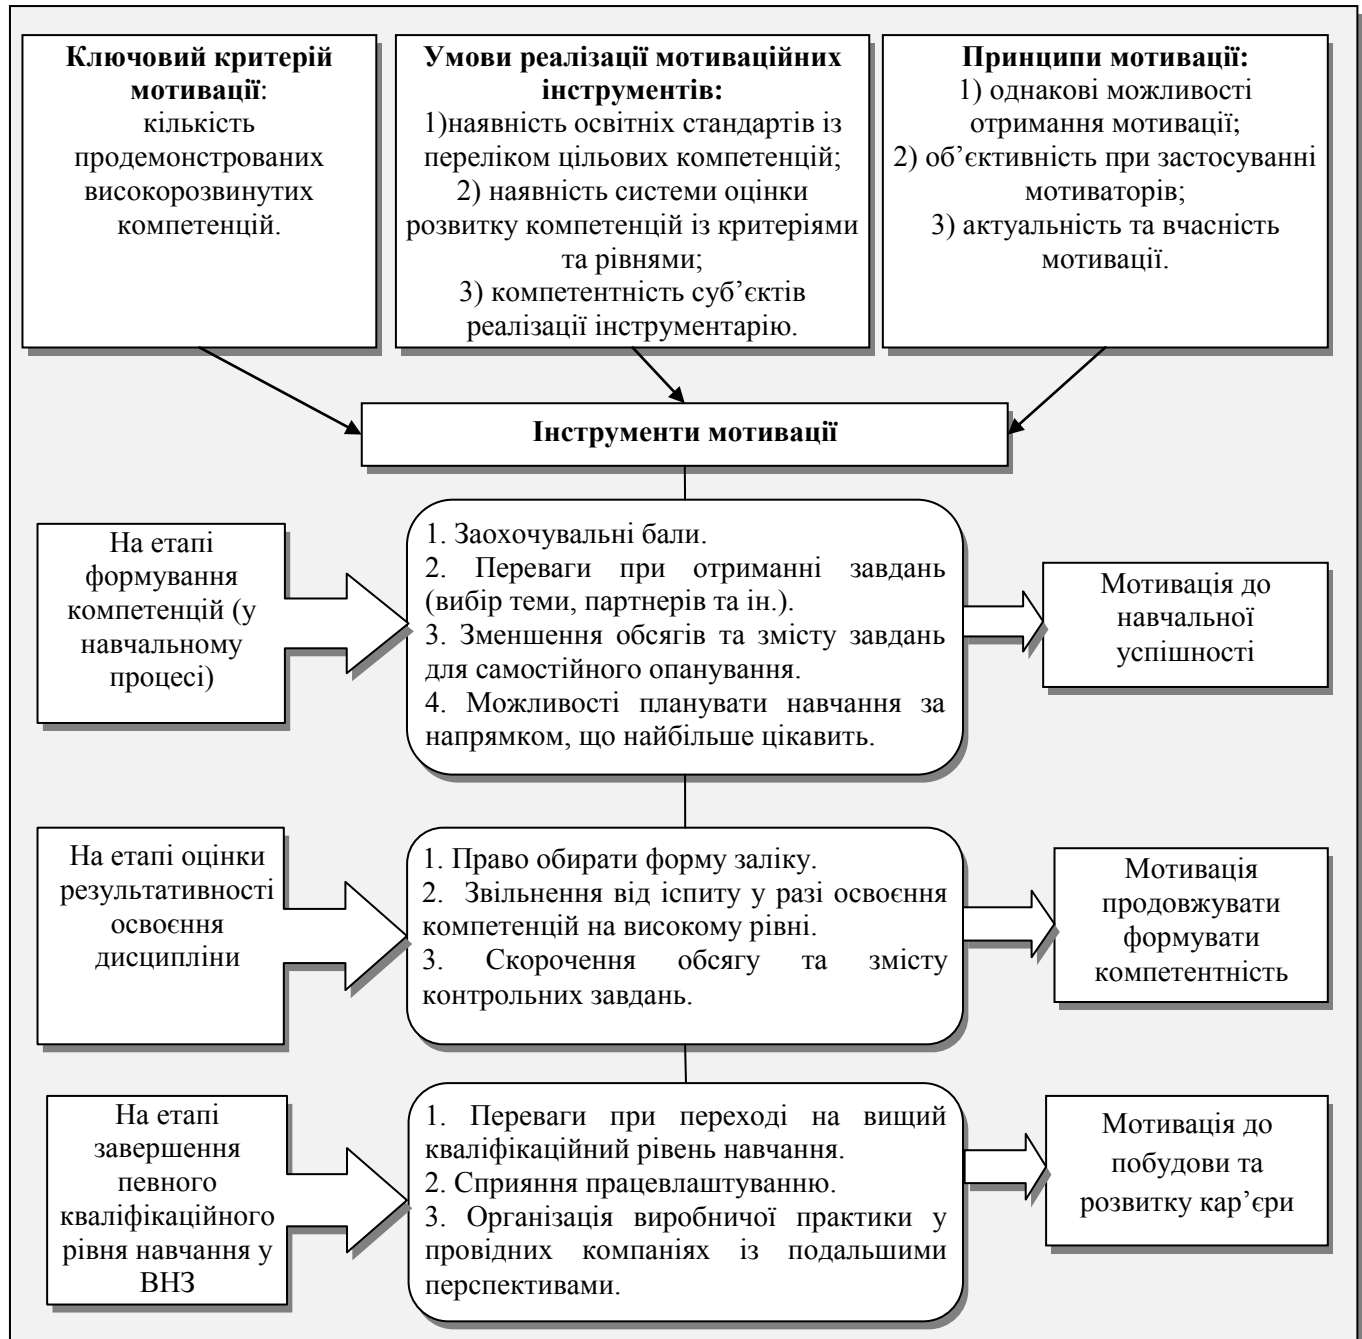 Ключовий критерій
мотивації:
кількість
продемонстрованих
високорозвинутих
компетенцій.
Умови реалізації мотиваційних
інструментів:
1)наявність освітніх стандартів із
переліком цільових компетенцій;
2) наявність системи оцінки
розвитку компетенцій із критеріями
та рівнями;
3) компетентність суб’єктів
реалізації інструментарію.
Принципи мотивації:
1) однакові можливості
отримання мотивації;
2) об’єктивність при застосуванні
мотиваторів;
3) актуальність та вчасність
мотивації.
Інструменти мотивації
На етапі
формування
компетенцій (у
навчальному
процесі)
1. Заохочувальні бали.
2. Переваги при отриманні завдань
(вибір теми, партнерів та ін.).
3. Зменшення обсягів та змісту завдань
для самостійного опанування.
4. Можливості планувати навчання за
напрямком, що найбільше цікавить.
Мотивація до
навчальної
успішності
На етапі оцінки
результативності
освоєння
дисципліни
1. Право обирати форму заліку.
2. Звільнення від іспиту у разі освоєння
компетенцій на високому рівні.
3. Скорочення обсягу та змісту
контрольних завдань.
Мотивація
продовжувати
формувати
компетентність
На етапі
завершення
певного
кваліфікаційного
рівня навчання у
ВНЗ
1. Переваги при переході на вищий
кваліфікаційний рівень навчання.
2. Сприяння працевлаштуванню.
3. Організація виробничої практики у
провідних компаніях із подальшими
перспективами.
Мотивація до
побудови та
розвитку кар’єри